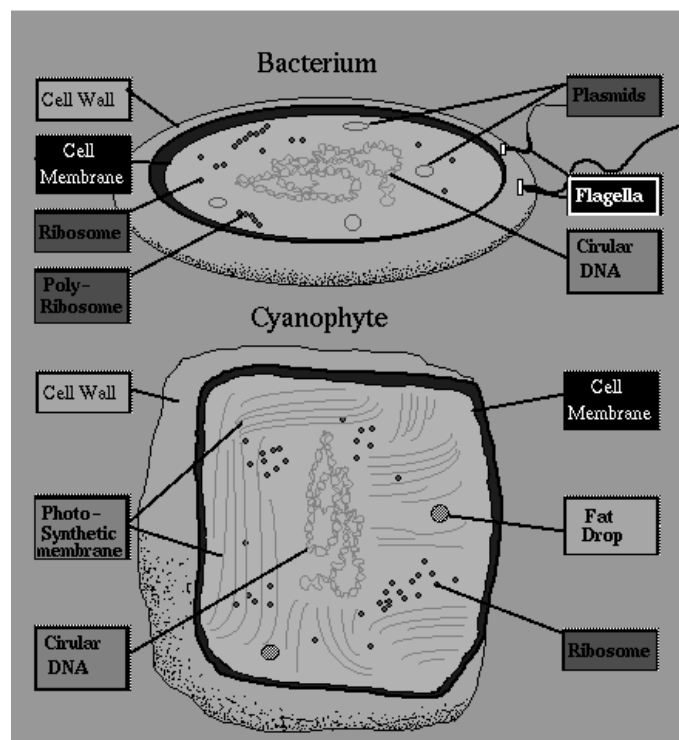 Bacterium
Cell Wall
Plasmids
Cell
Membrane
Flagella
Ribosome
Cirular
DNA
Poly-
Ribosome
Cyanophyte
Cell Wall
Cell
Membrane
Photo-
Synthetic
membrane
Fat
Drop
Cirular
DNA
Ribosome